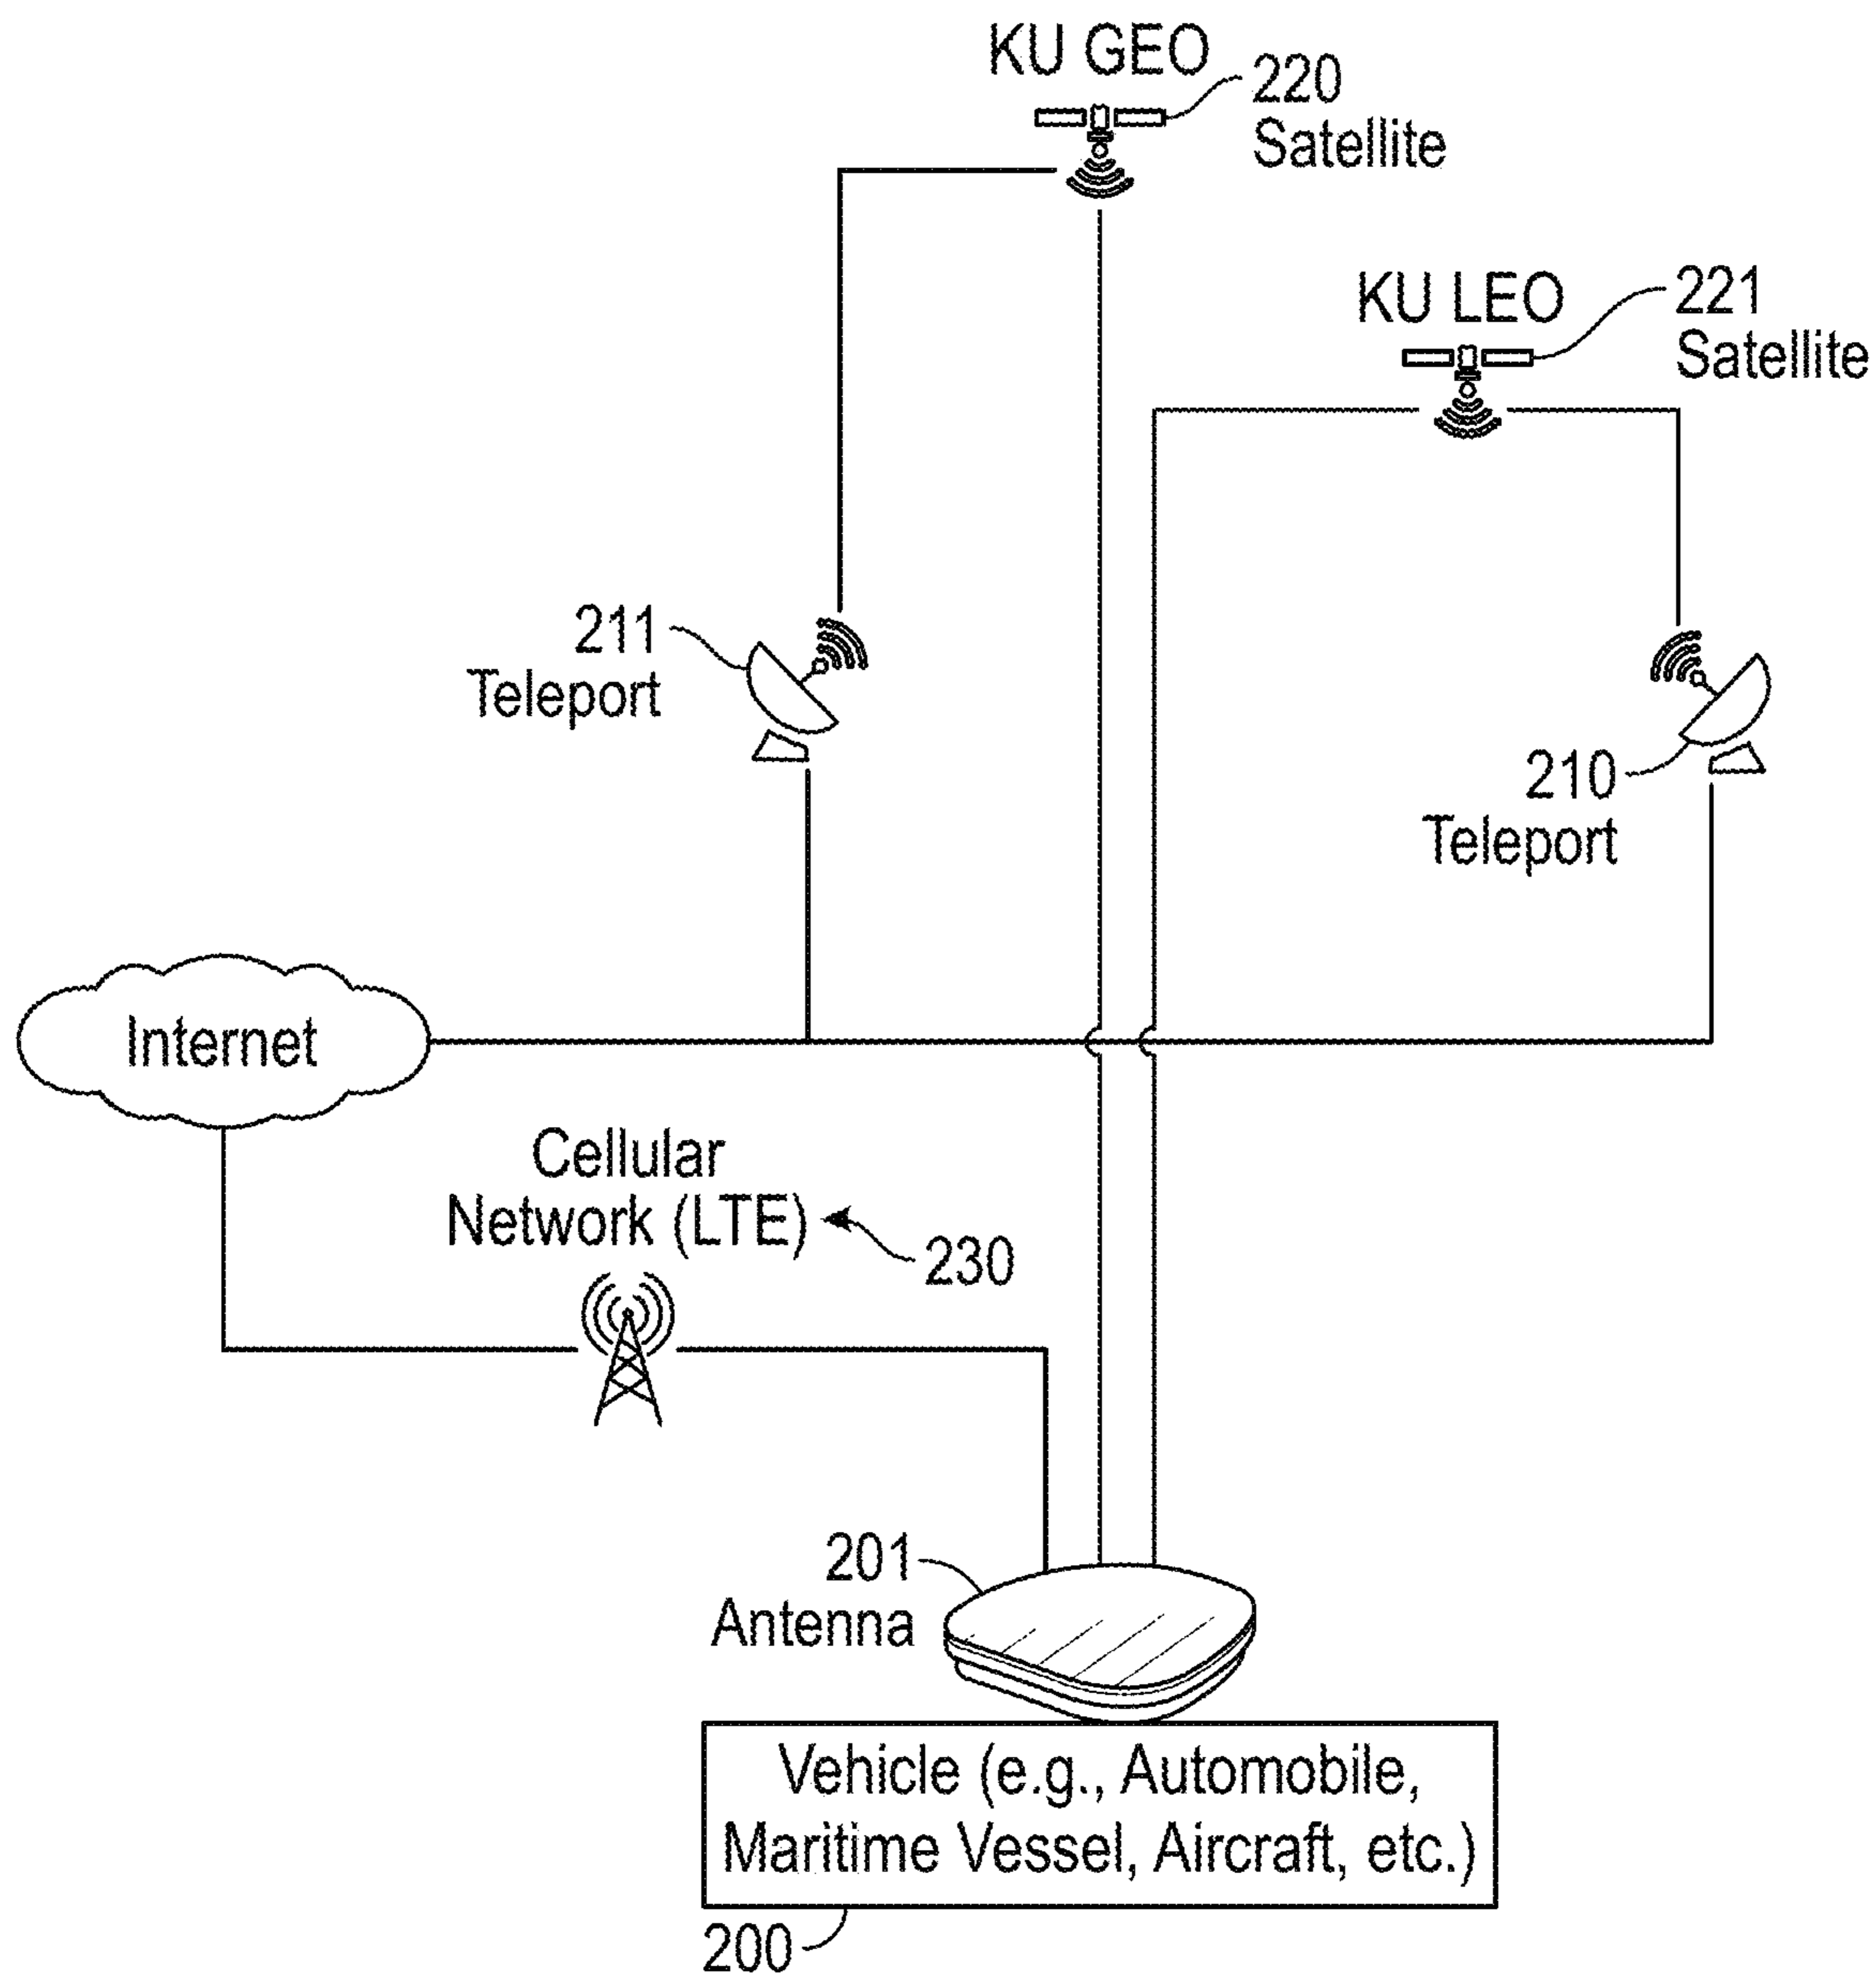 KU GEO
220
Satellite
KU LEO
221
Satellite
211
Teleport
210
Teleport
Internet
Cellular
Network (LTE)
230
201
Antenna
Vehicle (e.g., Automobile,
Maritime Vessel, Aircraft, etc.)
200